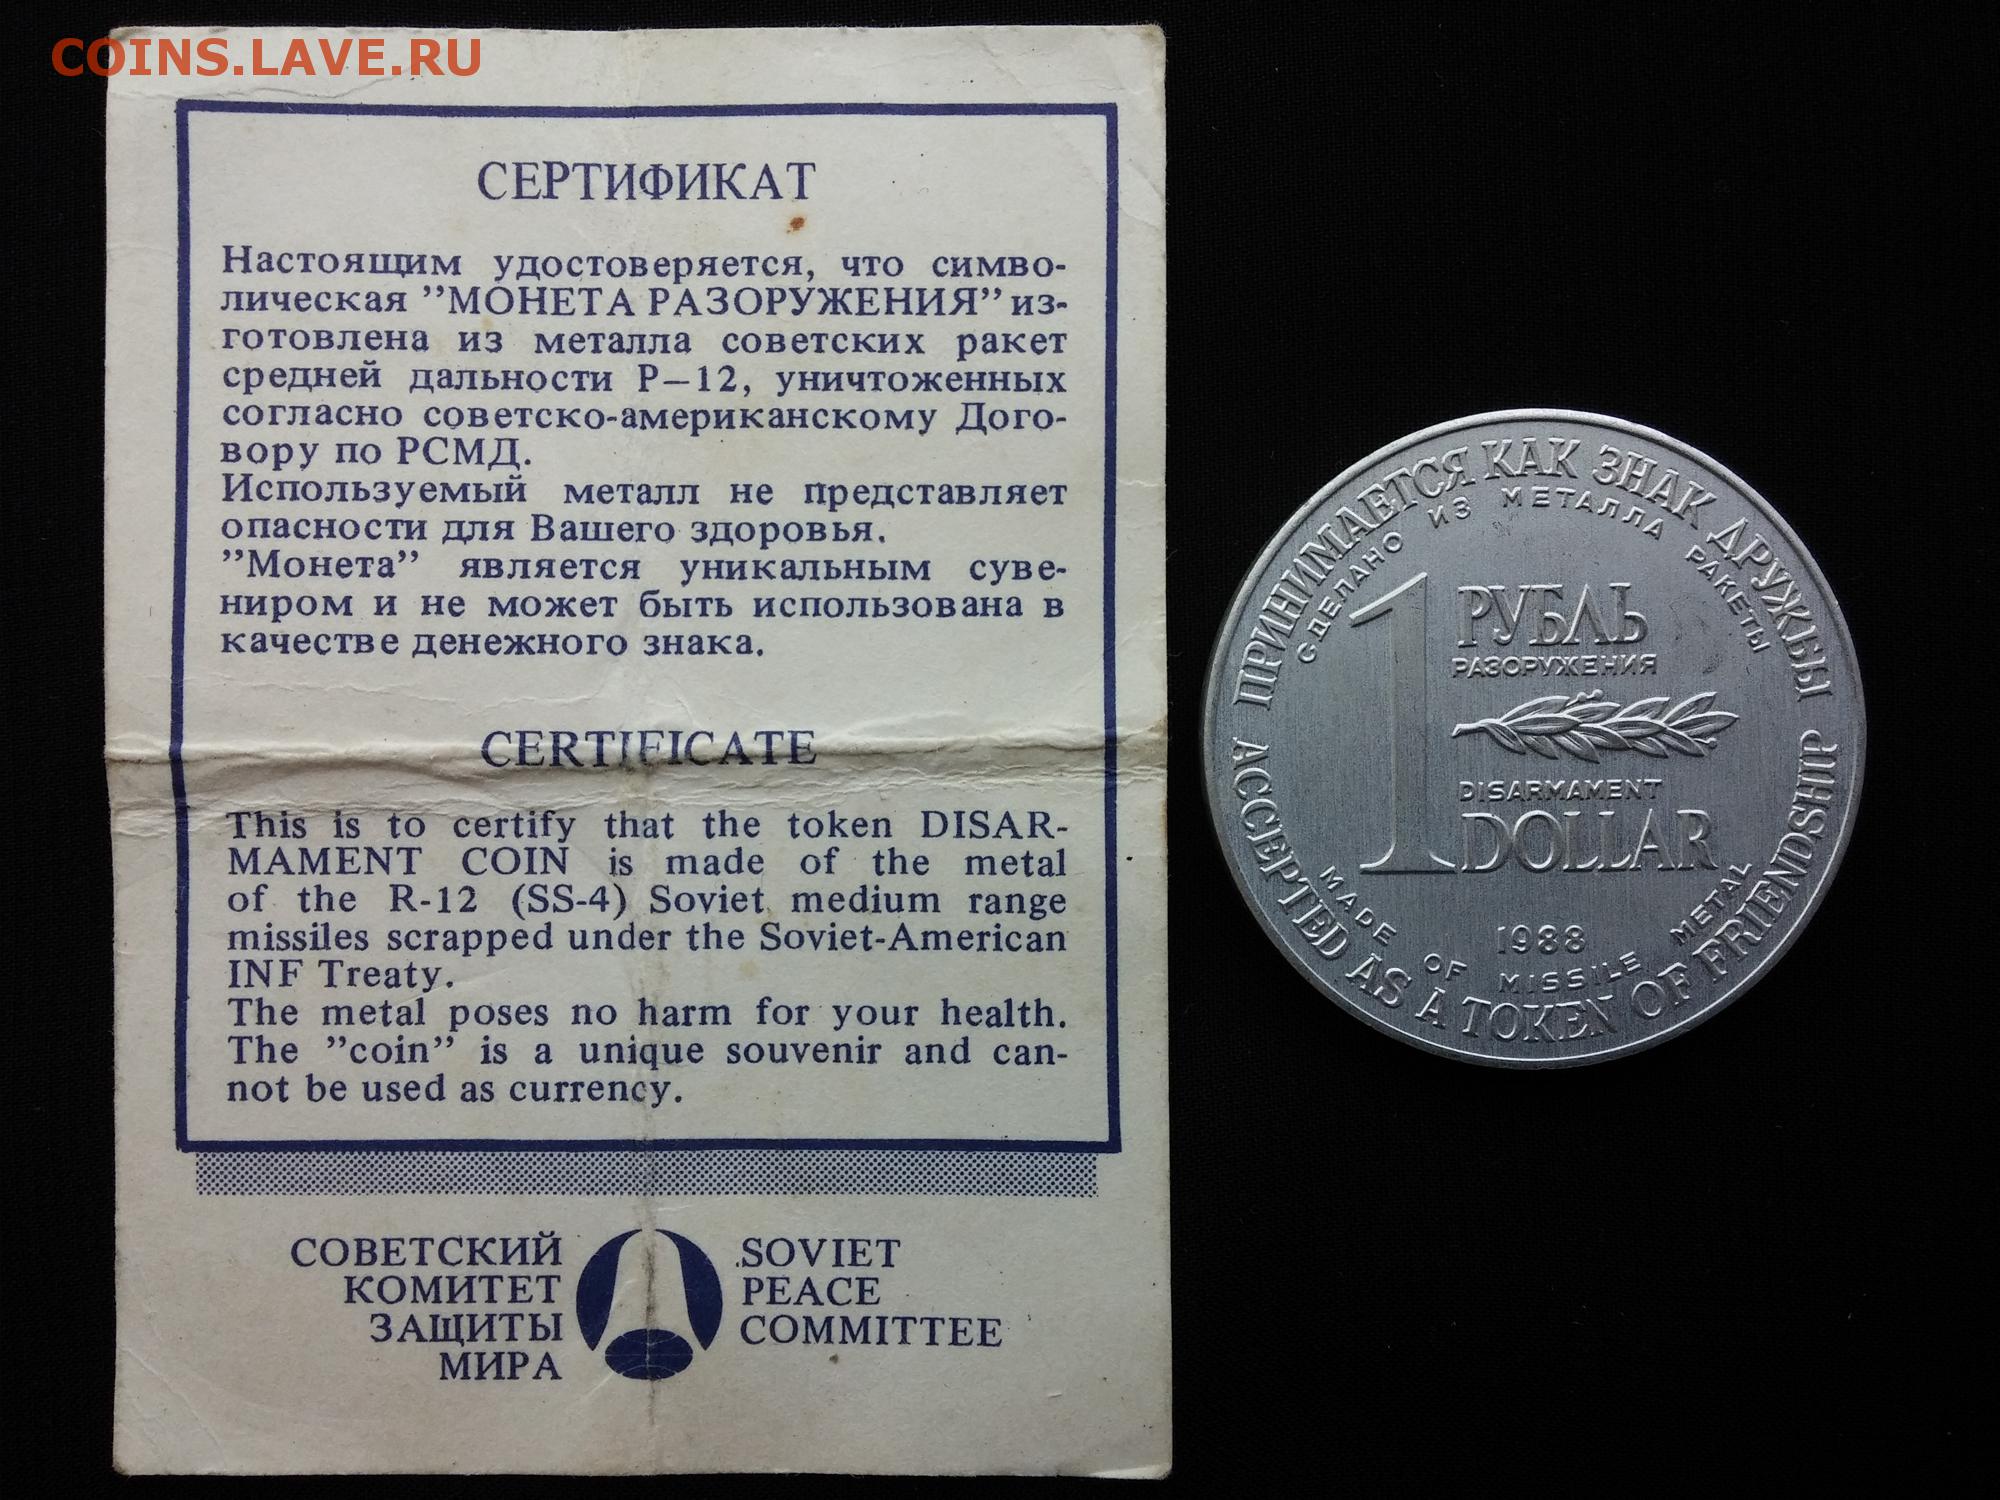 COINS.LAVE.RU
СЕРТИФИКАТ
Настоящим удостоверяется, что симво-
лическая ”МОНЕТА РАЗОРУЖЕНИЯ” из-
готовлена из металла советских ракет
средней дальности Р—12, уничтоженных
согласно советско-американскому Дого-
вору по РСМД.
Используемый металл не представляет
опасности для Вашего здоровья.
”Монета” является уникальным суве-
ниром и не может быть использована в
качестве денежного знака.
CERTIFICATE
This is to certify that the token DISAR-
MAMENT COIN is made of the metal
of the R-12 (SS-4) Soviet medium range
missiles scrapped under the Soviet-American
INF Treaty.
The metal poses no harm for your health.
The ”coin” is a unique souvenir and can-
not be used as currency.
СОВЕТСКИЙ
КОМИТЕТ
ЗАЩИТЫ
МИРА
SOVIET
PEACE
COMMITTEE
ПРИНИМАЕТСЯ КАК ЗНАК ДРУЖБЫ
СДЕЛАНО ИЗ МЕТАЛЛА РАКЕТЫ
1 РУБЛЬ
РАЗОРУЖЕНИЯ
DISARMAMENT
DOLLAR
1988
MADE OF MISSILE METAL
ACCEPTED AS A TOKEN OF FRIENDSHIP